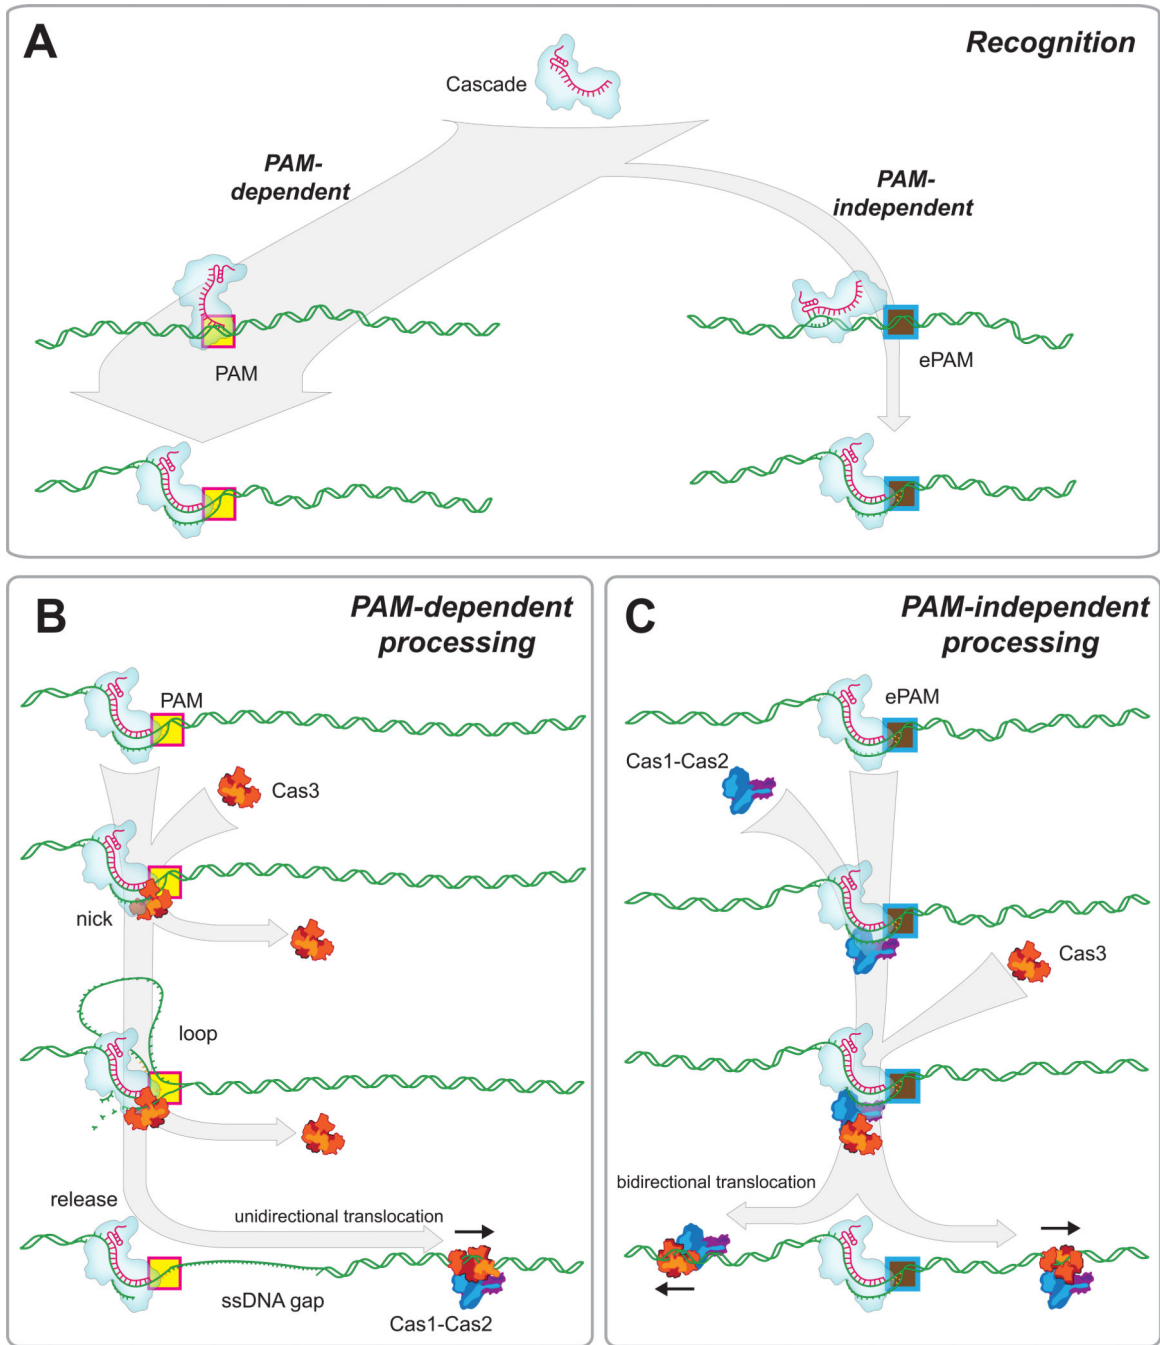 A
Recognition
Cascade
PAM-
dependent
PAM-
independent
PAM
ePAM
B
PAM-dependent
processing
PAM
Cas3
nick
loop
release
unidirectional translocation
ssDNA gap
Cas1-Cas2
C
PAM-independent
processing
ePAM
Cas1-Cas2
Cas3
bidirectional translocation